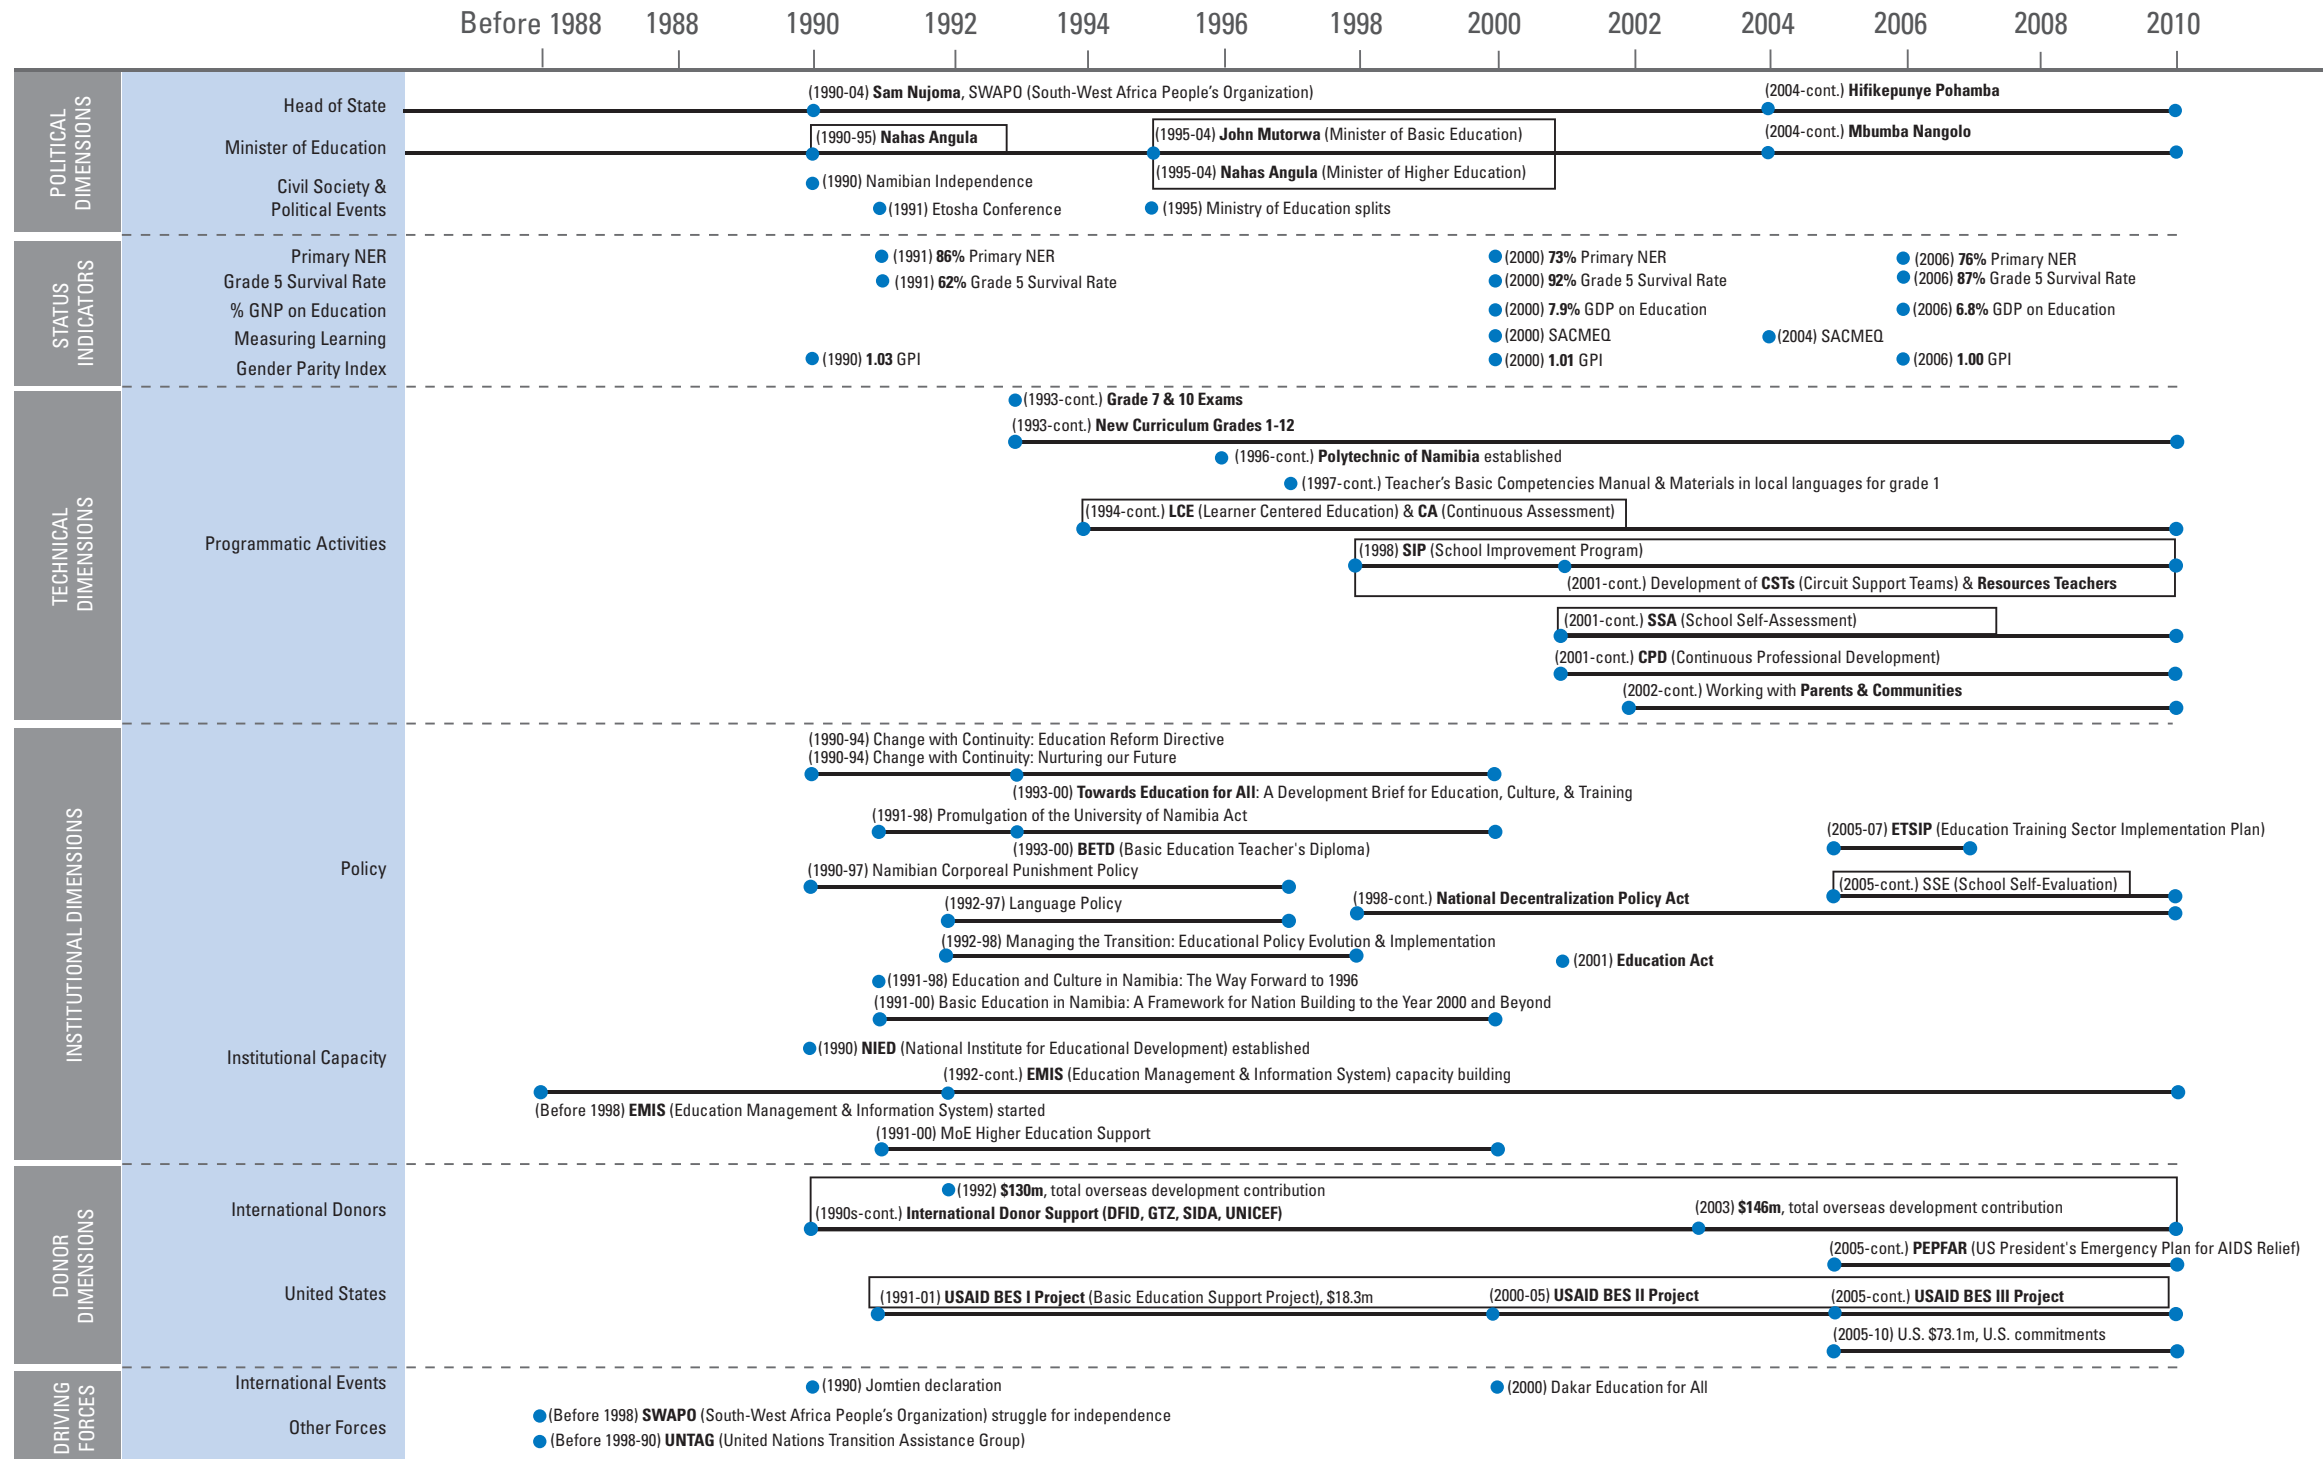 Before 1988 1988 1990 1992 1994 1996 1998 2000 2002 2004 2006 2008 2010
POLITICAL
DIMENSIONS
Head of State
(1990-04) Sam Nujoma, SWAPO (South-West Africa People's Organization)
(2004-cont.) Hifikepunye Pohamba
Minister of Education
(1990-95) Nahas Angula
(1995-04) John Mutorwa (Minister of Basic Education)
(2004-cont.) Mbumba Nangolo
(1995-04) Nahas Angula (Minister of Higher Education)
Civil Society &
Political Events
(1990) Namibian Independence
(1991) Etosha Conference
(1995) Ministry of Education splits
STATUS
INDICATORS
Primary NER
(1991) 86% Primary NER
(2000) 73% Primary NER
(2006) 76% Primary NER
Grade 5 Survival Rate
(1991) 62% Grade 5 Survival Rate
(2000) 92% Grade 5 Survival Rate
(2006) 87% Grade 5 Survival Rate
% GNP on Education
(2000) 7.9% GDP on Education
(2006) 6.8% GDP on Education
Measuring Learning
(2000) SACMEQ
(2004) SACMEQ
Gender Parity Index
(1990) 1.03 GPI
(2000) 1.01 GPI
(2006) 1.00 GPI
TECHNICAL
DIMENSIONS
Programmatic Activities
(1993-cont.) Grade 7 & 10 Exams
(1993-cont.) New Curriculum Grades 1-12
(1996-cont.) Polytechnic of Namibia established
(1997-cont.) Teacher's Basic Competencies Manual & Materials in local languages for grade 1
(1994-cont.) LCE (Learner Centered Education) & CA (Continuous Assessment)
(1998) SIP (School Improvement Program)
(2001-cont.) Development of CSTs (Circuit Support Teams) & Resources Teachers
(2001-cont.) SSA (School Self-Assessment)
(2001-cont.) CPD (Continuous Professional Development)
(2002-cont.) Working with Parents & Communities
INSTITUTIONAL DIMENSIONS
Policy
(1990-94) Change with Continuity: Education Reform Directive
(1990-94) Change with Continuity: Nurturing our Future
(1993-00) Towards Education for All: A Development Brief for Education, Culture, & Training
(1991-98) Promulgation of the University of Namibia Act
(2005-07) ETSIP (Education Training Sector Implementation Plan)
(1993-00) BETD (Basic Education Teacher's Diploma)
(1990-97) Namibian Corporeal Punishment Policy
(2005-cont.) SSE (School Self-Evaluation)
(1992-97) Language Policy
(1998-cont.) National Decentralization Policy Act
(1992-98) Managing the Transition: Educational Policy Evolution & Implementation
(2001) Education Act
(1991-98) Education and Culture in Namibia: The Way Forward to 1996
(1991-00) Basic Education in Namibia: A Framework for Nation Building to the Year 2000 and Beyond
Institutional Capacity
(1990) NIED (National Institute for Educational Development) established
(1992-cont.) EMIS (Education Management & Information System) capacity building
(Before 1998) EMIS (Education Management & Information System) started
(1991-00) MoE Higher Education Support
DONOR
DIMENSIONS
International Donors
(1992) $130m, total overseas development contribution
(1990s-cont.) International Donor Support (DFID, GTZ, SIDA, UNICEF)
(2003) $146m, total overseas development contribution
United States
(2005-cont.) PEPFAR (US President's Emergency Plan for AIDS Relief)
(1991-01) USAID BES I Project (Basic Education Support Project), $18.3m
(2000-05) USAID BES II Project
(2005-cont.) USAID BES III Project
(2005-10) U.S. $73.1m, U.S. commitments
DRIVING
FORCES
International Events
(1990) Jomtien declaration
(2000) Dakar Education for All
Other Forces
(Before 1998) SWAPO (South-West Africa People's Organization) struggle for independence
(Before 1998-90) UNTAG (United Nations Transition Assistance Group)